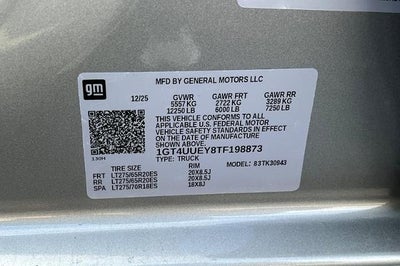 gm
MFD BY GENERAL MOTORS LLC
12/25 GVWR GAWR FRT GAWR RR
5557 KG 2722 KG 3289 KG
12250 LB 6000 LB 7250 LB
THIS VEHICLE CONFORMS TO ALL
APPLICABLE U.S. FEDERAL MOTOR
VEHICLE SAFETY STANDARDS IN
EFFECT ON THE DATE OF MANUFACTURE
SHOWN ABOVE.
1GT4UUEY8TF198873
TYPE: TRUCK
130H MODEL: 83TK30943
TIRE SIZE RIM
FRT LT275/65R20ES 20X8.5J
RR LT275/65R20ES 20X8.5J
SPA LT275/70R18ES 18X8J